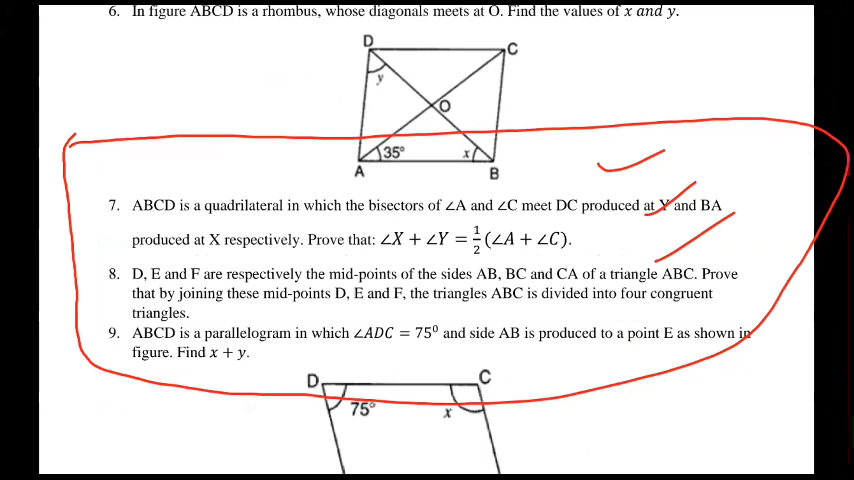 6. In figure ABCD is a rhombus, whose diagonals meets at O. Find the values of x and y.
D
C
y
O
35°
x
A
B
7. ABCD is a quadrilateral in which the bisectors of ∠A and ∠C meet DC produced at Y and BA
produced at X respectively. Prove that: ∠X + ∠Y = 1/2 (∠A + ∠C).
8. D, E and F are respectively the mid-points of the sides AB, BC and CA of a triangle ABC. Prove
that by joining these mid-points D, E and F, the triangles ABC is divided into four congruent
triangles.
9. ABCD is a parallelogram in which ∠ADC = 75⁰ and side AB is produced to a point E as shown in
figure. Find x + y.
D
C
75°
x